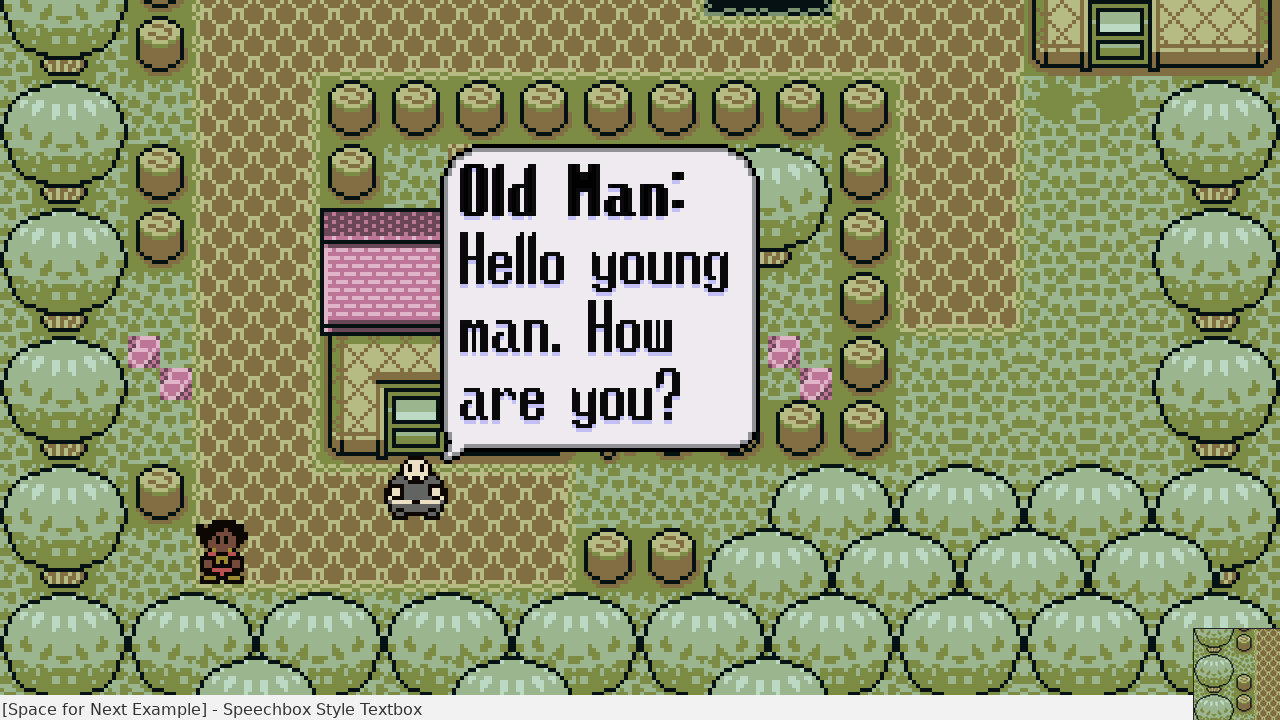 Old Man:
Hello young
man. How
are you?
[Space for Next Example] - Speechbox Style Textbox